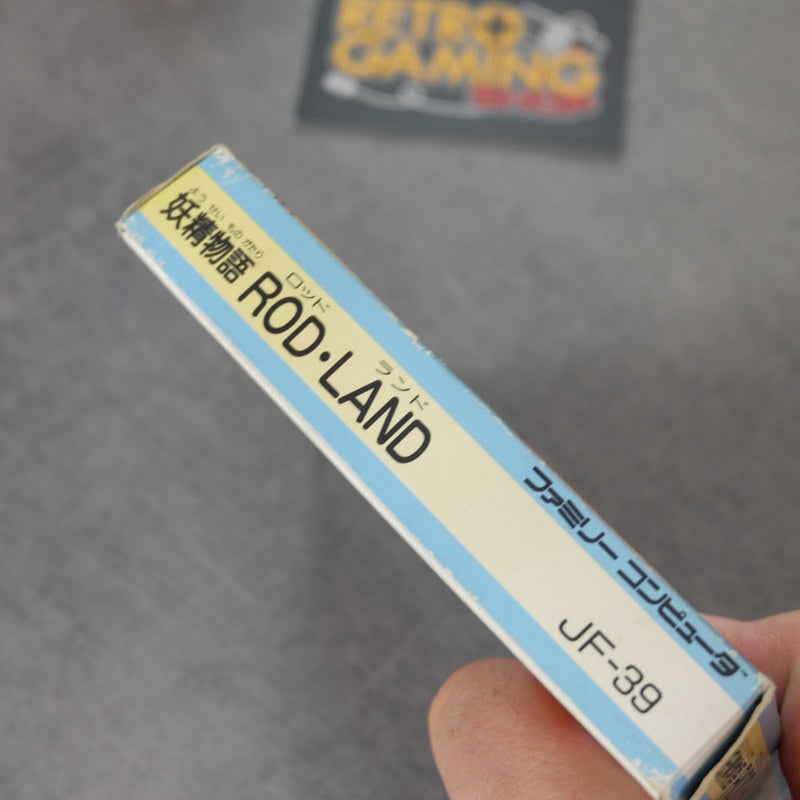 RETRO
GAMING
SHOP
よう せい もの がたり
妖精物語
ロッド
ROD・LAND
ランド
ファミリー コンピュータ
JF-39